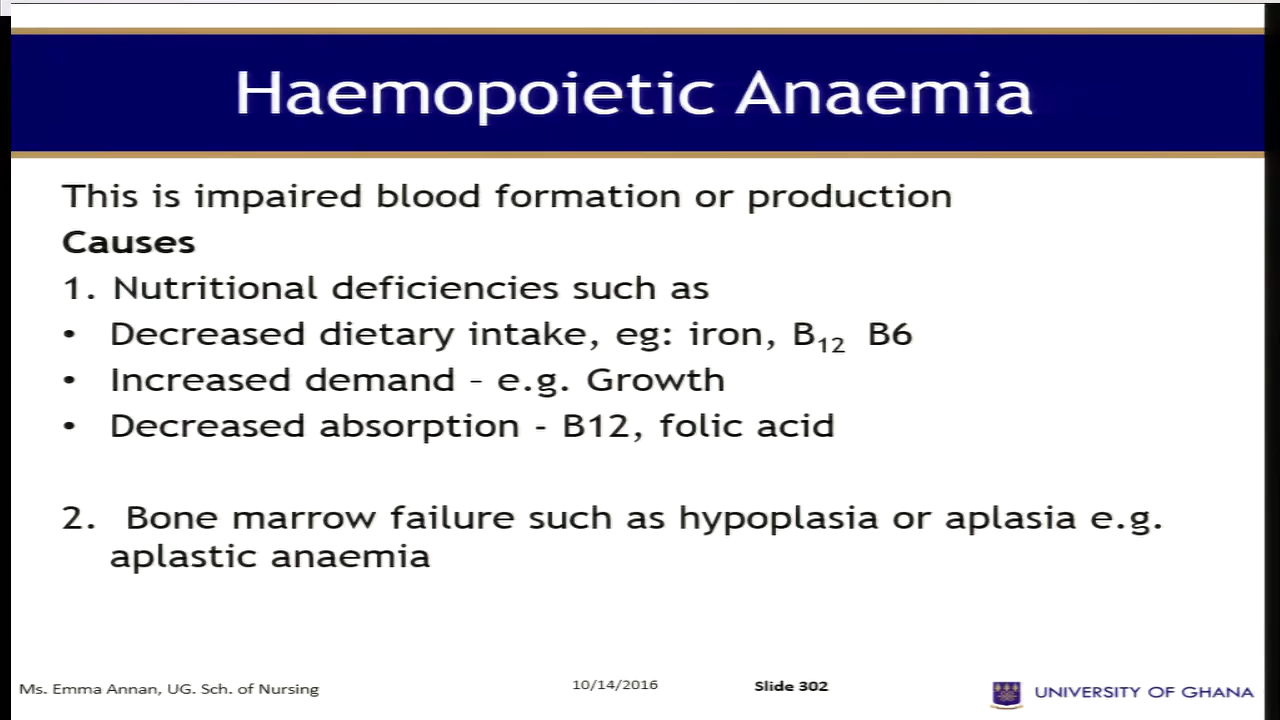 Haemopoietic Anaemia
This is impaired blood formation or production
Causes
1. Nutritional deficiencies such as
• Decreased dietary intake, eg: iron, B₁₂ B6
• Increased demand – e.g. Growth
• Decreased absorption - B12, folic acid
2. Bone marrow failure such as hypoplasia or aplasia e.g.
aplastic anaemia
Ms. Emma Annan, UG. Sch. of Nursing
10/14/2016
Slide 302
UNIVERSITY OF GHANA